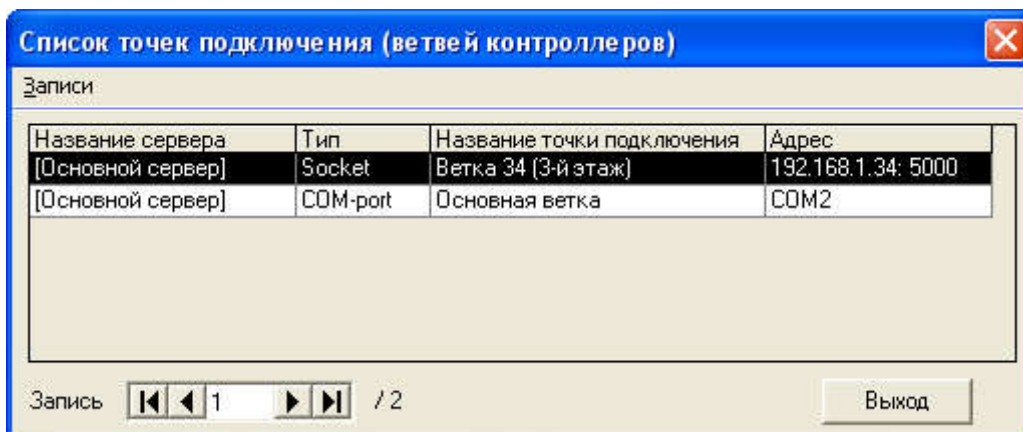 Список точек подключения (ветвей контроллеров)
Записи
Название сервера Тип Название точки подключения Адрес
[Основной сервер] Socket Ветка 34 (3-й этаж) 192.168.1.34: 5000
[Основной сервер] COM-port Основная ветка COM2
Запись 1 / 2 Выход